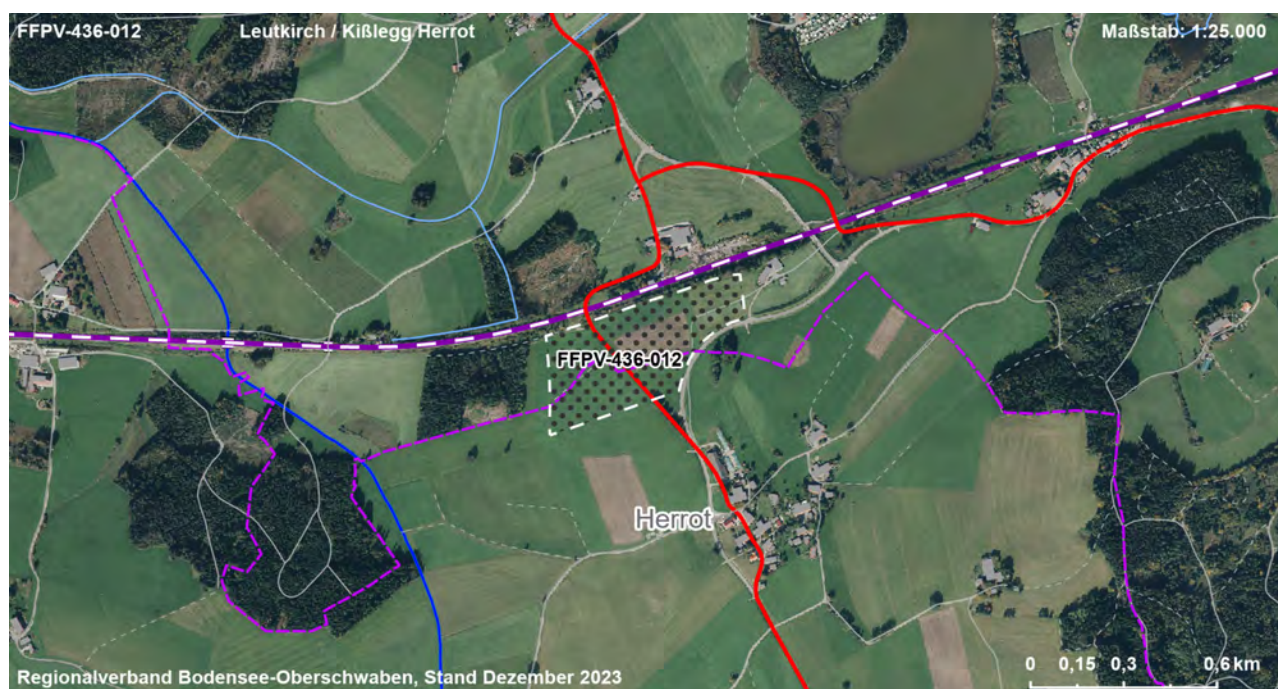 FFPV-436-012 Leutkirch / Kißlegg Herrot Maßstab: 1:25.000
FFPV-436-012
Herrot
0 0,15 0,3 0,6 km
Regionalverband Bodensee-Oberschwaben, Stand Dezember 2023